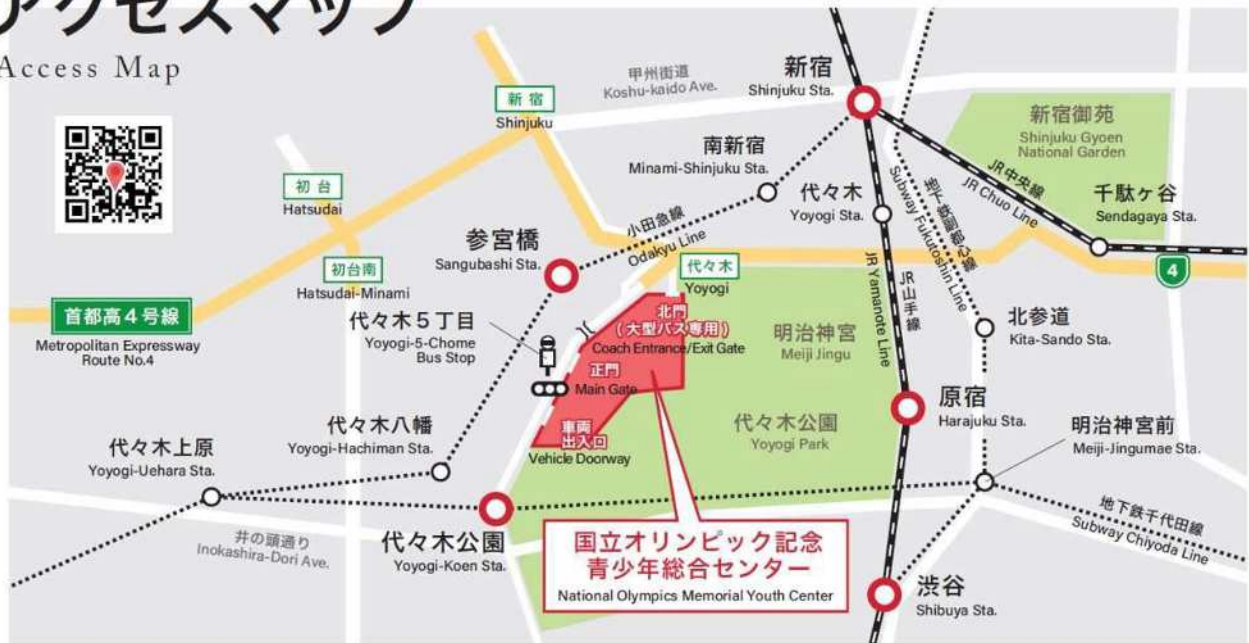 アクセスマップ
Access Map
新宿
Shinjuku
甲州街道
Koshu-kaido Ave.
新宿
Shinjuku Sta.
新宿御苑
Shinjuku Gyoen
National Garden
南新宿
Minami-Shinjuku Sta.
代々木
Yoyogi Sta.
JR中央線
JR Chuo Line
千駄ヶ谷
Sendagaya Sta.
地下鉄副都心線
Subway Fukutoshin Line
初台
Hatsudai
初台南
Hatsudai-Minami
参宮橋
Sangubashi Sta.
小田急線
Odakyu Line
代々木
Yoyogi
4
首都高4号線
Metropolitan Expressway
Route No.4
代々木5丁目
Yoyogi-5-Chome
Bus Stop
北門
(大型バス専用)
Coach Entrance/Exit Gate
正門
Main Gate
車両
出入口
Vehicle Doorway
明治神宮
Meiji Jingu
JR山手線
JR Yamanote Line
北参道
Kita-Sando Sta.
原宿
Harajuku Sta.
代々木公園
Yoyogi Park
明治神宮前
Meiji-Jingumae Sta.
代々木八幡
Yoyogi-Hachiman Sta.
代々木上原
Yoyogi-Uehara Sta.
井の頭通り
Inokashira-Dori Ave.
代々木公園
Yoyogi-Koen Sta.
国立オリンピック記念
青少年総合センター
National Olympics Memorial Youth Center
地下鉄千代田線
Subway Chiyoda Line
渋谷
Shibuya Sta.